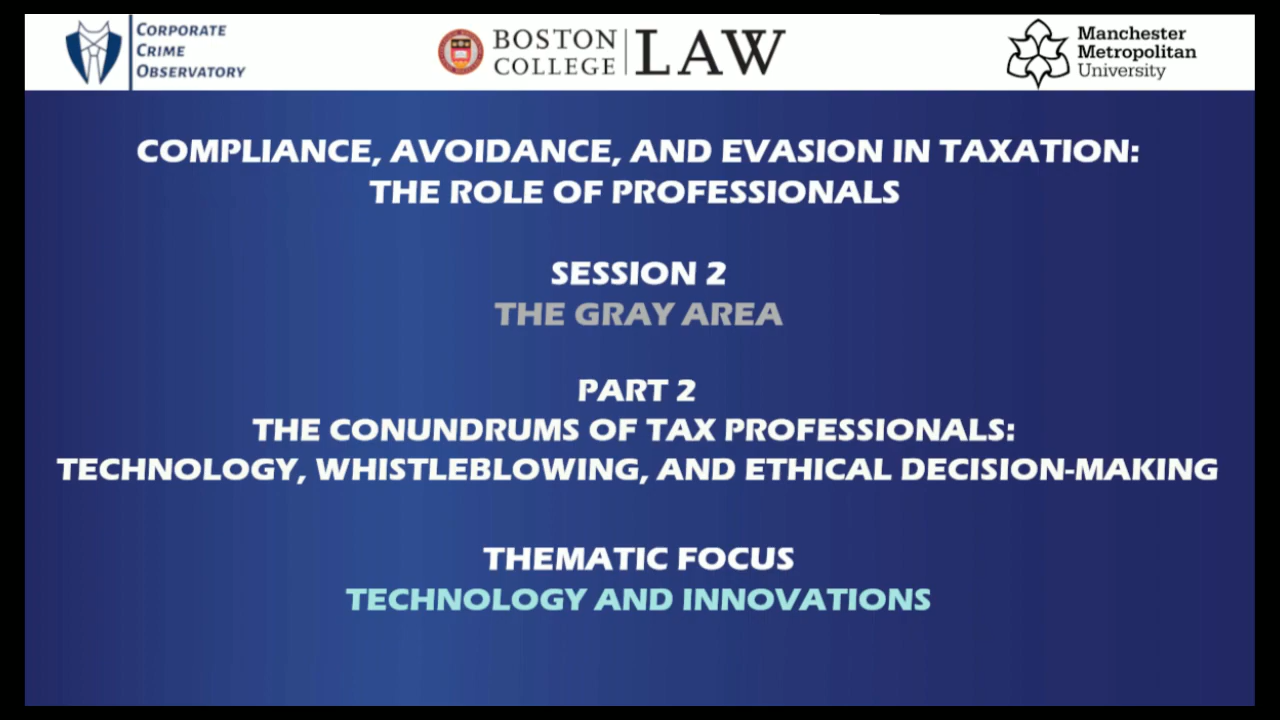 CORPORATE
CRIME
OBSERVATORY
BOSTON
COLLEGE
LAW
Manchester
Metropolitan
University
COMPLIANCE, AVOIDANCE, AND EVASION IN TAXATION:
THE ROLE OF PROFESSIONALS
SESSION 2
THE GRAY AREA
PART 2
THE CONUNDRUMS OF TAX PROFESSIONALS:
TECHNOLOGY, WHISTLEBLOWING, AND ETHICAL DECISION-MAKING
THEMATIC FOCUS
TECHNOLOGY AND INNOVATIONS